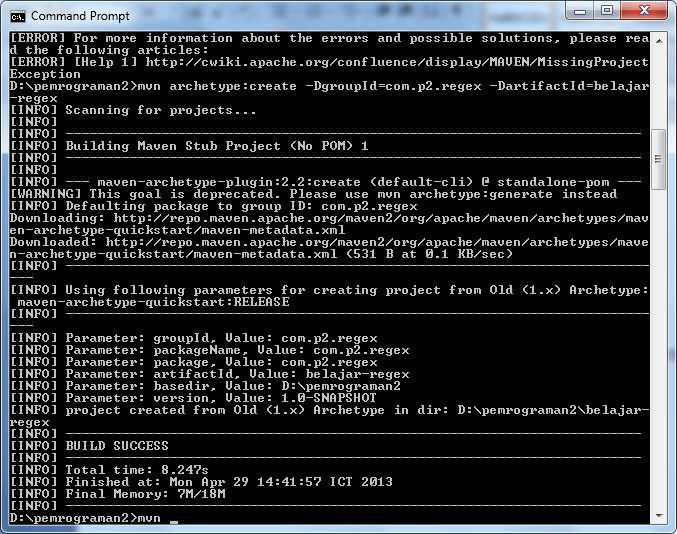 Command Prompt
[ERROR] For more information about the errors and possible solutions, please rea
d the following articles:
[ERROR] [Help 1] http://cwiki.apache.org/confluence/display/MAVEN/MissingProject
Exception
D:\pemrograman2>mvn archetype:create -DgroupId=com.p2.regex -DartifactId=belajar
-regex
[INFO] Scanning for projects...
[INFO]
[INFO] ------------------------------------------------------------------------
[INFO] Building Maven Stub Project (No POM) 1
[INFO] ------------------------------------------------------------------------
[INFO]
[INFO] --- maven-archetype-plugin:2.2:create (default-cli) @ standalone-pom ---
[WARNING] This goal is deprecated. Please use mvn archetype:generate instead
[INFO] Defaulting package to group ID: com.p2.regex
Downloading: http://repo.maven.apache.org/maven2/org/apache/maven/archetypes/mav
en-archetype-quickstart/maven-metadata.xml
Downloaded: http://repo.maven.apache.org/maven2/org/apache/maven/archetypes/mave
n-archetype-quickstart/maven-metadata.xml (531 B at 0.1 KB/sec)
[INFO] -------------------------------------------------------------------------
---
[INFO] Using following parameters for creating project from Old (1.x) Archetype:
 maven-archetype-quickstart:RELEASE
[INFO] -------------------------------------------------------------------------
---
[INFO] Parameter: groupId, Value: com.p2.regex
[INFO] Parameter: packageName, Value: com.p2.regex
[INFO] Parameter: package, Value: com.p2.regex
[INFO] Parameter: artifactId, Value: belajar-regex
[INFO] Parameter: basedir, Value: D:\pemrograman2
[INFO] Parameter: version, Value: 1.0-SNAPSHOT
[INFO] project created from Old (1.x) Archetype in dir: D:\pemrograman2\belajar-
regex
[INFO] ------------------------------------------------------------------------
[INFO] BUILD SUCCESS
[INFO] ------------------------------------------------------------------------
[INFO] Total time: 8.247s
[INFO] Finished at: Mon Apr 29 14:41:57 ICT 2013
[INFO] Final Memory: 7M/18M
[INFO] ------------------------------------------------------------------------
D:\pemrograman2>mvn _